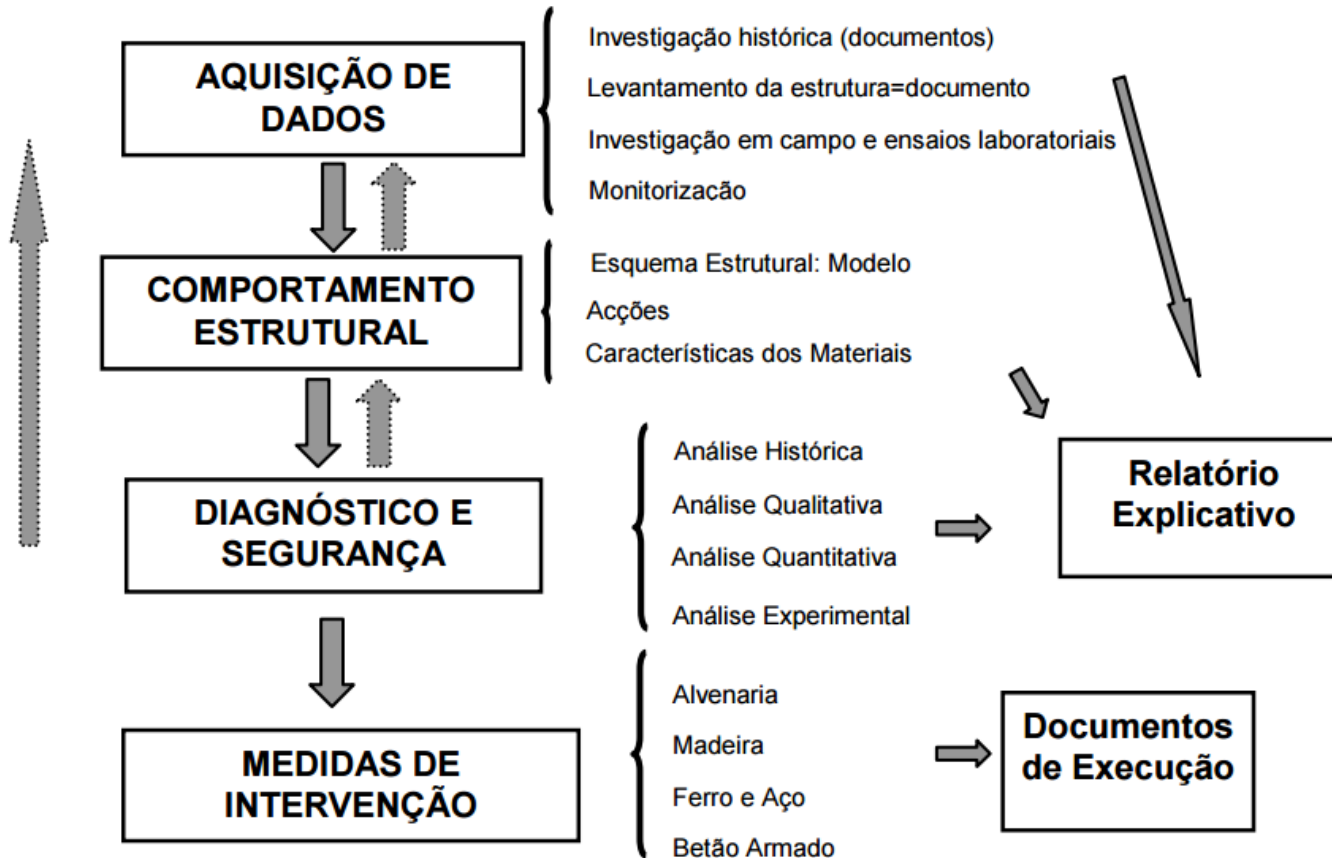 AQUISIÇÃO DE
DADOS
Investigação histórica (documentos)
Levantamento da estrutura=documento
Investigação em campo e ensaios laboratoriais
Monitorização
COMPORTAMENTO
ESTRUTURAL
Esquema Estrutural: Modelo
Acções
Características dos Materiais
DIAGNÓSTICO E
SEGURANÇA
Análise Histórica
Análise Qualitativa
Análise Quantitativa
Análise Experimental
Relatório
Explicativo
MEDIDAS DE
INTERVENÇÃO
Alvenaria
Madeira
Ferro e Aço
Betão Armado
Documentos
de Execução